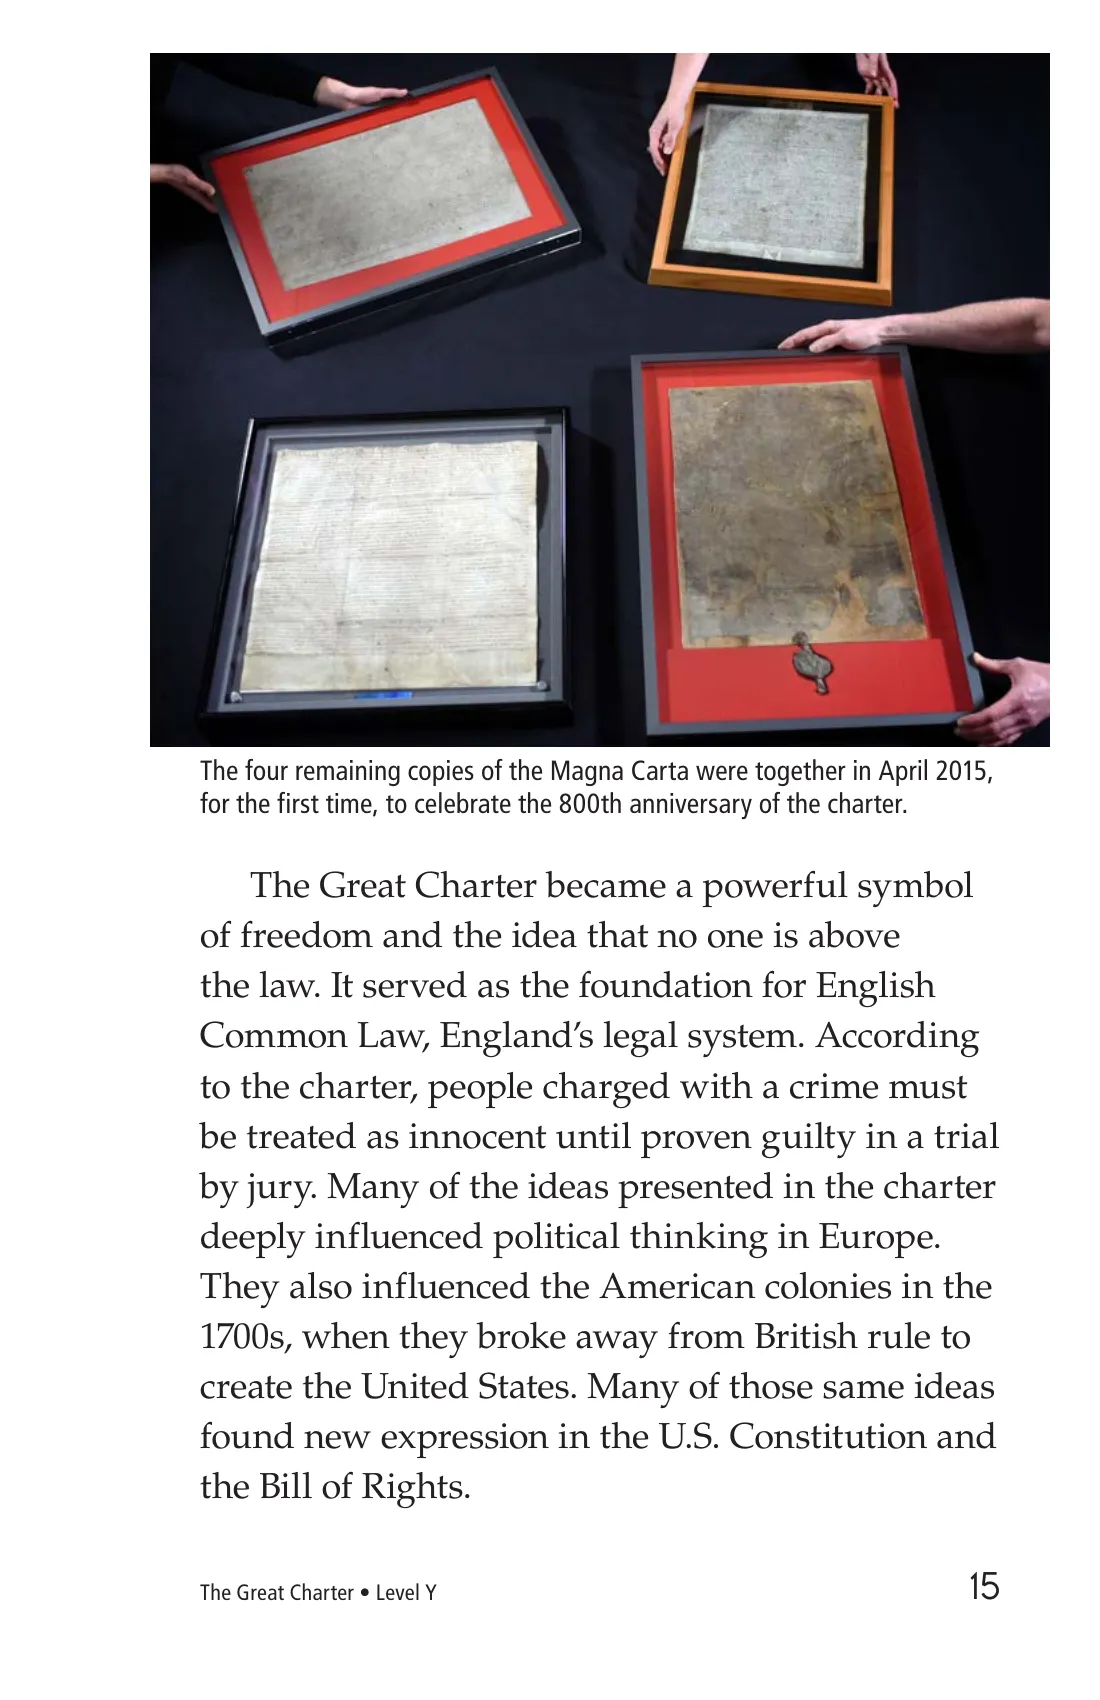 The four remaining copies of the Magna Carta were together in April 2015,
for the first time, to celebrate the 800th anniversary of the charter.
The Great Charter became a powerful symbol
of freedom and the idea that no one is above
the law. It served as the foundation for English
Common Law, England’s legal system. According
to the charter, people charged with a crime must
be treated as innocent until proven guilty in a trial
by jury. Many of the ideas presented in the charter
deeply influenced political thinking in Europe.
They also influenced the American colonies in the
1700s, when they broke away from British rule to
create the United States. Many of those same ideas
found new expression in the U.S. Constitution and
the Bill of Rights.
The Great Charter • Level Y
15